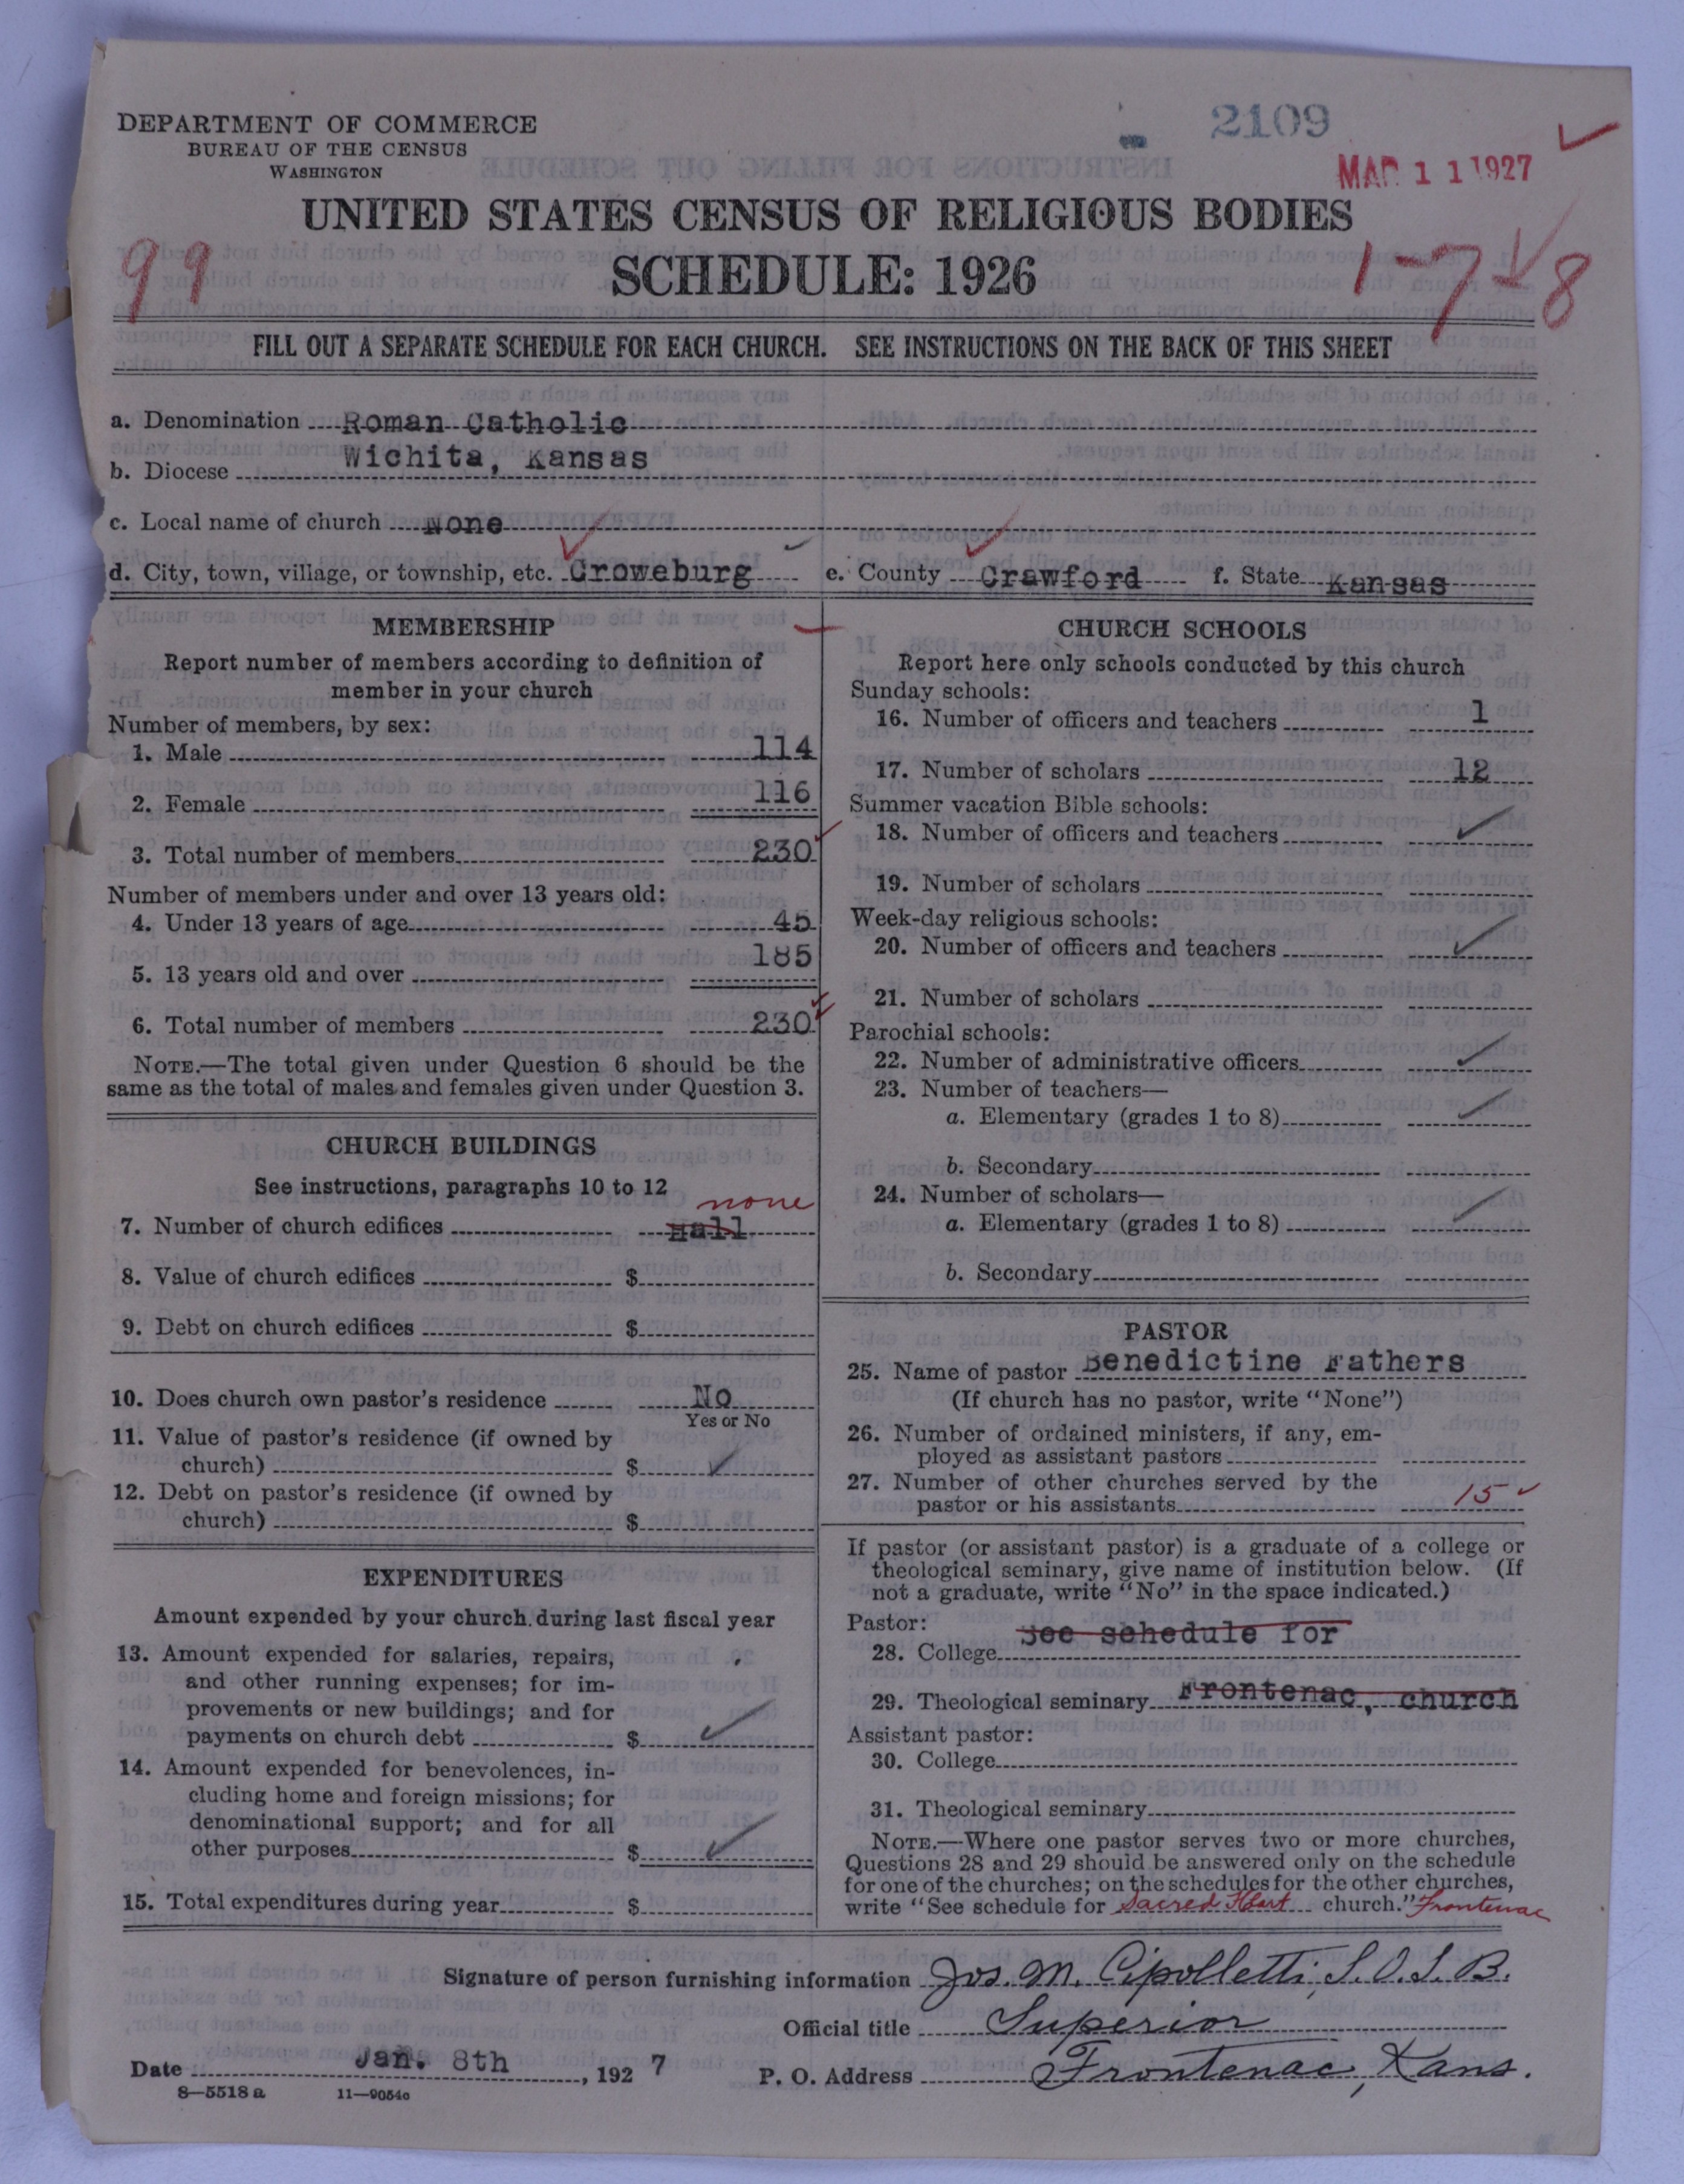 DEPARTMENT OF COMMERCE
BUREAU OF THE CENSUS
WASHINGTON
2109
MAR 11 1927
UNITED STATES CENSUS OF RELIGIOUS BODIES
SCHEDULE: 1926
99
1-7 8
FILL OUT A SEPARATE SCHEDULE FOR EACH CHURCH. SEE INSTRUCTIONS ON THE BACK OF THIS SHEET
a. Denomination Roman Catholic
b. Diocese Wichita, Kansas
c. Local name of church None
d. City, town, village, or township, etc. Croweburg e. County Crawford f. State Kansas
MEMBERSHIP
Report number of members according to definition of
member in your church
Number of members, by sex:
1. Male 114
2. Female 116
3. Total number of members 230
Number of members under and over 13 years old:
4. Under 13 years of age 45
5. 13 years old and over 185
6. Total number of members 230
NOTE.—The total given under Question 6 should be the
same as the total of males and females given under Question 3.
CHURCH BUILDINGS
See instructions, paragraphs 10 to 12
none
7. Number of church edifices Hall
8. Value of church edifices $
9. Debt on church edifices $
10. Does church own pastor's residence No
Yes or No
11. Value of pastor's residence (if owned by
church) $
12. Debt on pastor's residence (if owned by
church) $
EXPENDITURES
Amount expended by your church during last fiscal year
13. Amount expended for salaries, repairs,
and other running expenses; for im-
provements or new buildings; and for
payments on church debt $
14. Amount expended for benevolences, in-
cluding home and foreign missions; for
denominational support; and for all
other purposes $
15. Total expenditures during year $
CHURCH SCHOOLS
Report here only schools conducted by this church
Sunday schools:
16. Number of officers and teachers 1
17. Number of scholars 12
Summer vacation Bible schools:
18. Number of officers and teachers
19. Number of scholars
Week-day religious schools:
20. Number of officers and teachers
21. Number of scholars
Parochial schools:
22. Number of administrative officers
23. Number of teachers—
a. Elementary (grades 1 to 8)
b. Secondary
24. Number of scholars—
a. Elementary (grades 1 to 8)
b. Secondary
PASTOR
25. Name of pastor Benedictine Fathers
(If church has no pastor, write "None")
26. Number of ordained ministers, if any, em-
ployed as assistant pastors
27. Number of other churches served by the
pastor or his assistants 15
If pastor (or assistant pastor) is a graduate of a college or
theological seminary, give name of institution below. (If
not a graduate, write "No" in the space indicated.)
Pastor:
28. College See schedule for
29. Theological seminary Frontenac, church
Assistant pastor:
30. College
31. Theological seminary
NOTE.—Where one pastor serves two or more churches,
Questions 28 and 29 should be answered only on the schedule
for one of the churches; on the schedules for the other churches,
write "See schedule for Sacred Heart church." Frontenac
Signature of person furnishing information Jos. M. Cipolletti, S.O.S.B.
Official title Superior
Date Jan. 8th, 1927 P. O. Address Frontenac, Kans.
8—5518 a 11—9054c